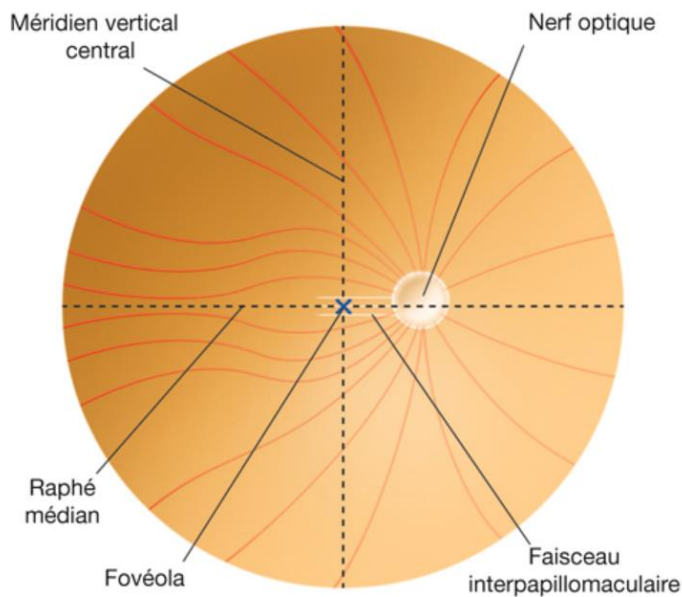 Méridien vertical
central
Nerf optique
Raphé
médian
Fovéola
Faisceau
interpapillomaculaire